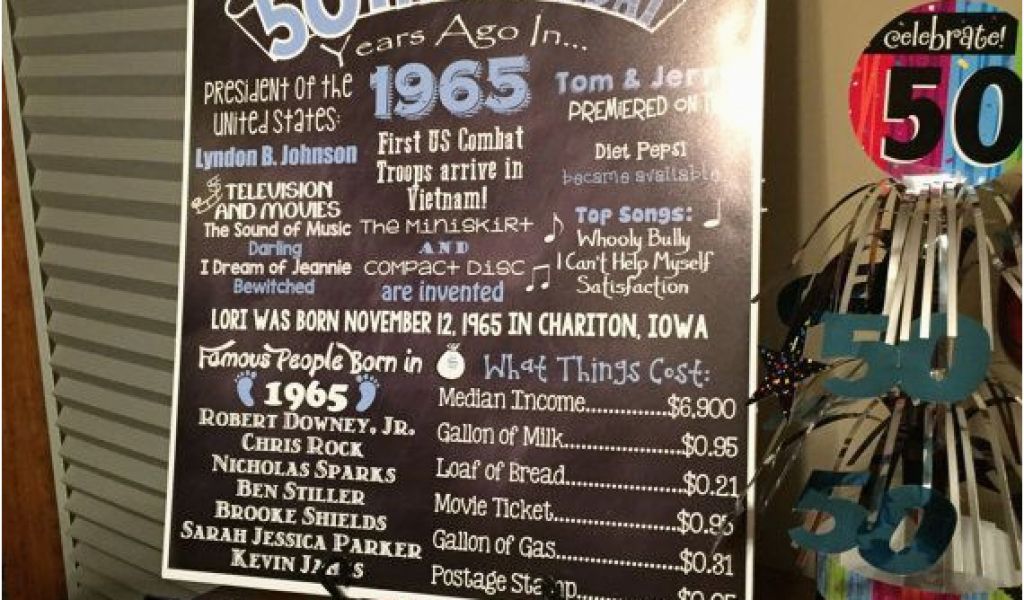 50TH
Years Ago In...
PRESIDENT OF the UNITED STATES:
Lyndon B. Johnson
TELEVISION AND MOVIES
The Sound of Music
Darling
I Dream of Jeannie
Bewitched
1965
First US Combat
Troops arrive in
Vietnam!
The Miniskirt
AND
COMPACT DISC
are invented
Tom &
PREMIERED ON
Diet Pepsi
became available
Top Songs:
Whooly Bully
I Can't Help Myself
Satisfaction
LORI WAS BORN NOVEMBER 12, 1965 IN CHARITON, IOWA
Famous People Born in
1965
ROBERT DOWNEY, JR.
CHRIS ROCK
NICHOLAS SPARKS
BEN STILLER
BROOKE SHIELDS
SARAH JESSICA PARKER
KEVIN
What Things Cost:
Median Income..............$6,900
Gallon of Milk....................$0.95
Loaf of Bread....................$0.21
Movie Ticket......................$0.95
Gallon of Gas.....................$0.31
Postage
celebrate!
50
50
50